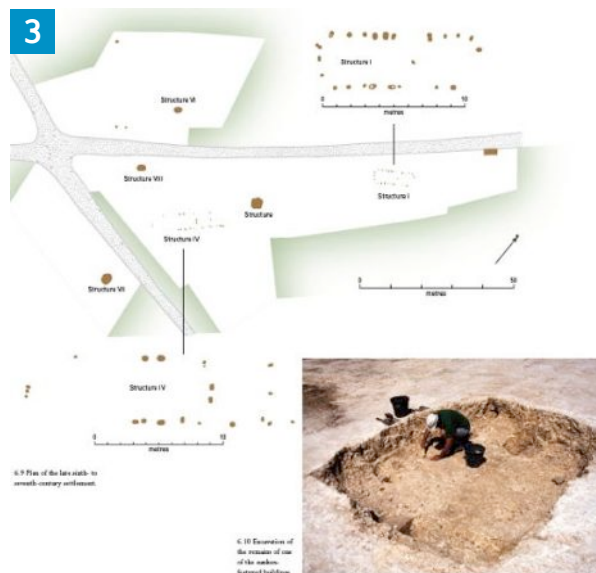 3
Structure I
0 10
metres
Structure VI
Structure VIII
Structure IV
Structure
Structure I
Structure VII
0 50
metres
Structure IV
0 10
metres
6.9 Plan of the late sixth- to
seventh-century settlement.
6.10 Excavation of
the remains of one
of the sunken-
featured buildings